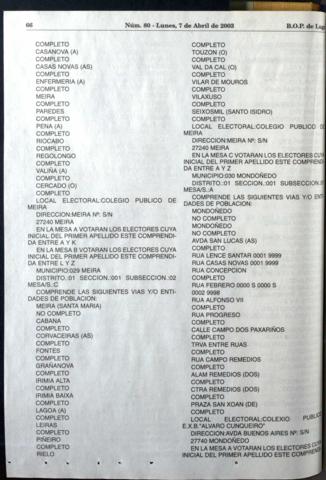 66
Núm. 80 - Lunes, 7 de Abril de 2003
B.O.P. de
COMPLETO
CASANOVA (A)
COMPLETO
CASAS NOVAS (AS)
COMPLETO
ENFERMERIA (A)
COMPLETO
MEIRA
COMPLETO
PAREDES
COMPLETO
PENA (A)
COMPLETO
RIOCABO
COMPLETO
REGOLONGO
COMPLETO
VALIÑA (A)
COMPLETO
CERCADO (O)
COMPLETO
LOCAL ELECTORAL:COLEGIO PUBLICO DE
MEIRA
DIRECCION:MEIRA Nº: S/N
27240 MEIRA
EN LA MESA A VOTARAN LOS ELECTORES CUYA
INICIAL DEL PRIMER APELLIDO ESTE COMPRENDI-
DA ENTRE A Y K
EN LA MESA B VOTARAN LOS ELECTORES CUYA
INICIAL DEL PRIMER APELLIDO ESTE COMPRENDI-
DA ENTRE L Y Z
MUNICIPIO:029 MEIRA
DISTRITO.:01 SECCION.:001 SUBSECCION.:02
MESA/S.:C
COMPRENDE LAS SIGUIENTES VIAS Y/O ENTI-
DADES DE POBLACION:
MEIRA (SANTA MARIA)
NO COMPLETO
CABANA
COMPLETO
CORVACEIRAS (AS)
COMPLETO
FONTES
COMPLETO
GRAÑANOVA
COMPLETO
IRIMIA ALTA
COMPLETO
IRIMIA BAIXA
COMPLETO
LAGOA (A)
COMPLETO
LEIRAS
COMPLETO
PIÑEIRO
COMPLETO
RIELO
COMPLETO
TOUZON (O)
COMPLETO
VAL DA CAL (O)
COMPLETO
VILAR DE MOUROS
COMPLETO
VILAXUSO
COMPLETO
SEIXOSMIL (SANTO ISIDRO)
COMPLETO
LOCAL ELECTORAL:COLEGIO PUBLICO DE
MEIRA
DIRECCION:MEIRA Nº: S/N
27240 MEIRA
EN LA MESA C VOTARAN LOS ELECTORES
INICIAL DEL PRIMER APELLIDO ESTE COMPRENDI-
DA ENTRE A Y Z
MUNICIPIO:030 MONDOÑEDO
DISTRITO.:01 SECCION.:001
MESA/S.:A
COMPRENDE LAS SIGUIENTES VIAS Y/O ENTI-
DADES DE POBLACION:
MONDOÑEDO
NO COMPLETO
MONDOÑEDO
NO COMPLETO
AVDA SAN LUCAS (AS)
COMPLETO
RUA LENCE SANTAR 0001 9999
RUA CASAS NOVAS 0001 9999
RUA CONCEPCION
COMPLETO
RUA FEBRERO 0000 S 0000 S
0002 9998
RUA ALFONSO VII
COMPLETO
RUA PROGRESO
COMPLETO
CALLE CAMPO DOS PAXARIÑOS
COMPLETO
TRVA ENTRE RUAS
COMPLETO
RUA CAMPO REMEDIOS
COMPLETO
ALAM REMEDIOS (DOS)
COMPLETO
CTRA REMEDIOS (DOS)
COMPLETO
PRAZA SAN XOAN (DE)
COMPLETO
LOCAL ELECTORAL:COLEXIO
E.X.B."ALVARO CUNQUEIRO"
DIRECCION:AVDA BUENOS AIRES Nº: S/N
27740 MONDOÑEDO
EN LA MESA A VOTARAN LOS ELECTORES
INICIAL DEL PRIMER APELLIDO ESTE